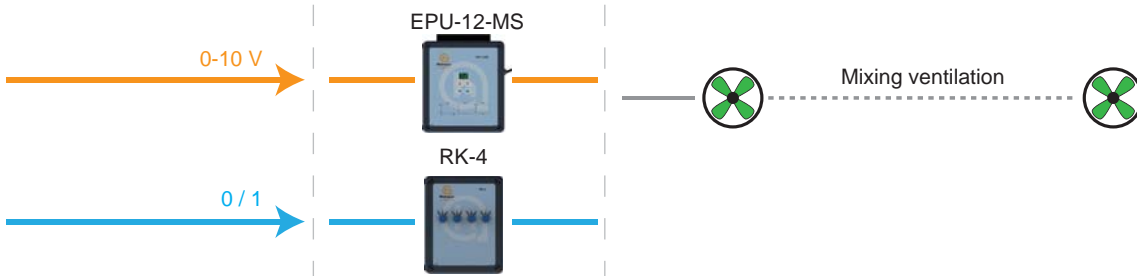 EPU-12-MS
0-10 V
Mixing ventilation
RK-4
0 / 1